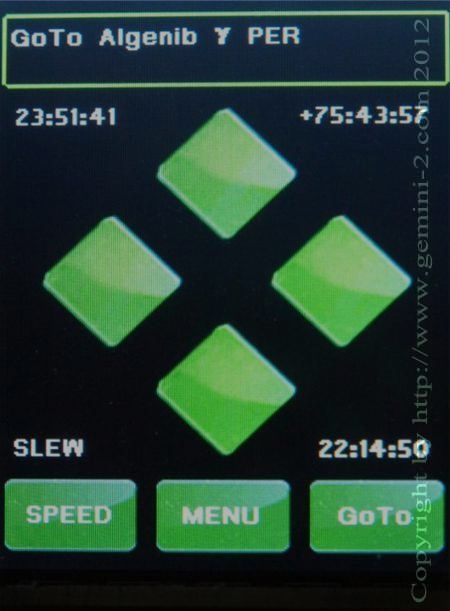 GoTo Algenib γ PER
23:51:41
+75:43:57
SLEW
22:14:50
SPEED
MENU
GoTo
Copyright by http://www.gemini-2.com 2012